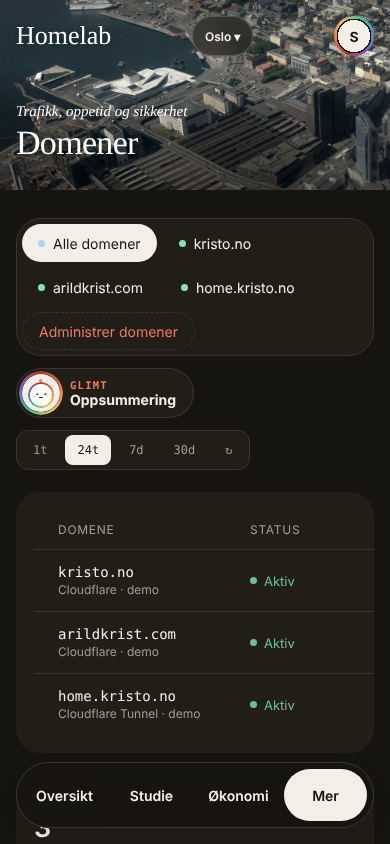 Homelab
Oslo ▾
S
Trafikk, oppetid og sikkerhet
Domener
Alle domener
kristo.no
arildkrist.com
home.kristo.no
Administrer domener
GLIMT
Oppsummering
1t 24t 7d 30d ↻
DOMENE STATUS
kristo.no
Cloudflare · demo
Aktiv
arildkrist.com
Cloudflare · demo
Aktiv
home.kristo.no
Cloudflare Tunnel · demo
Aktiv
Oversikt Studie Økonomi Mer